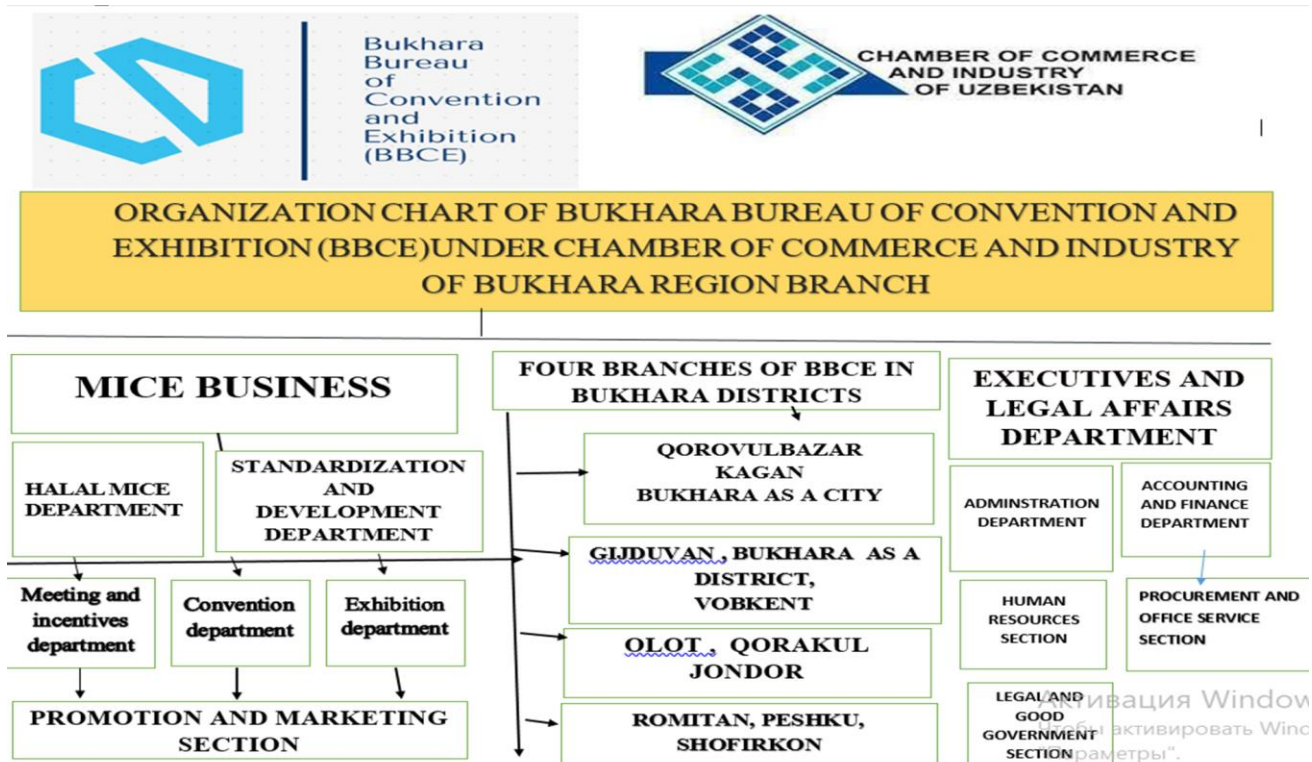 Bukhara
Bureau
of
Convention
and
Exhibition
(BBCE)
CHAMBER OF COMMERCE
AND INDUSTRY
OF UZBEKISTAN
ORGANIZATION CHART OF BUKHARA BUREAU OF CONVENTION AND
EXHIBITION (BBCE)UNDER CHAMBER OF COMMERCE AND INDUSTRY
OF BUKHARA REGION BRANCH
MICE BUSINESS
HALAL MICE
DEPARTMENT
STANDARDIZATION
AND
DEVELOPMENT
DEPARTMENT
Meeting and
incentives
department
Convention
department
Exhibition
department
PROMOTION AND MARKETING
SECTION
FOUR BRANCHES OF BBCE IN
BUKHARA DISTRICTS
QOROVULBAZAR
KAGAN
BUKHARA AS A CITY
GIJDUVAN , BUKHARA AS A
DISTRICT,
VOBKENT
OLOT , QORAKUL
JONDOR
ROMITAN, PESHKU,
SHOFIRKON
EXECUTIVES AND
LEGAL AFFAIRS
DEPARTMENT
ADMINSTRATION
DEPARTMENT
ACCOUNTING
AND FINANCE
DEPARTMENT
HUMAN
RESOURCES
SECTION
PROCUREMENT AND
OFFICE SERVICE
SECTION
LEGAL AND
GOOD
GOVERNMENT
SECTION
Активация Window
Чтобы активировать Winc
"Параметры".